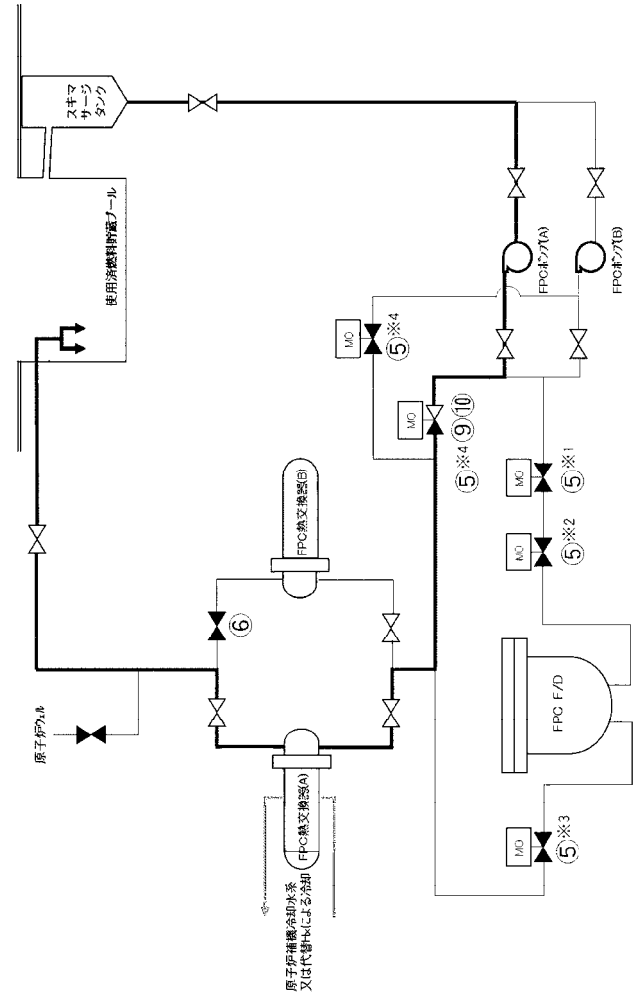 スキマ
サージ
タンク
使用済燃料貯蔵プール
FPCポンプ(A)
FPCポンプ(B)
MO
⑤※4
MO
⑤※4 ⑨⑩
MO
⑤※1
MO
⑤※2
FPC F/D
MO
⑤※3
FPC熱交換器(B)
⑥
原子炉ウェル
FPC熱交換器(A)
原子炉補機冷却水系
又は代替Hxによる冷却